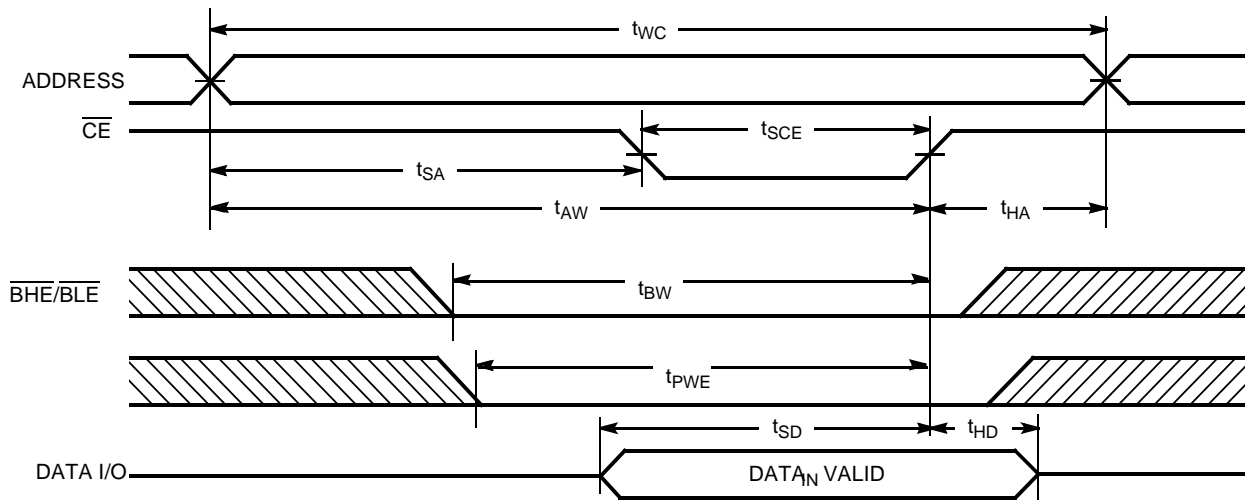 tWC
ADDRESS
CE
tSCE
tSA
tAW
tHA
BHE/BLE
tBW
tPWE
tSD
tHD
DATA I/O
DATAIN VALID